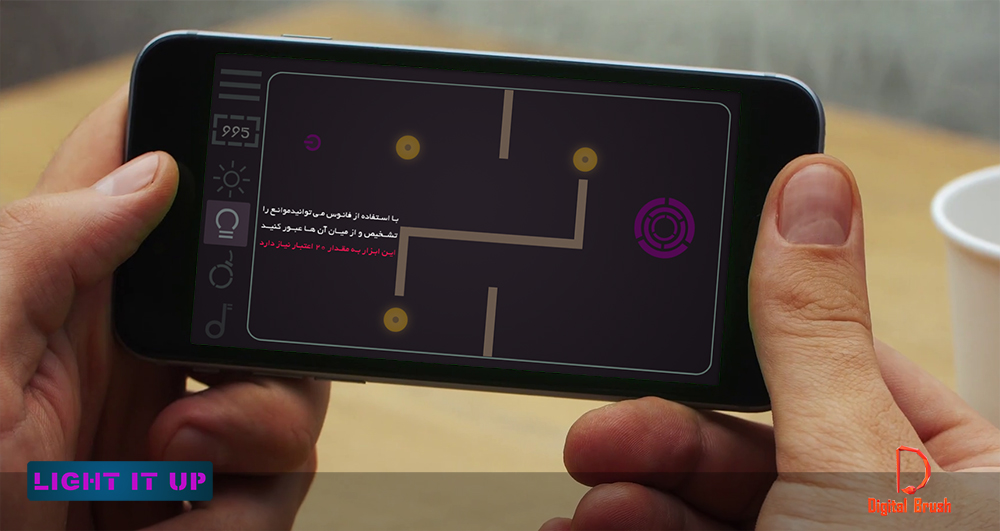 995
با استفاده از فانوس می توانیدموانع را
تشخیص و از میان آن ها عبور کنید
این ابزار به مقدار 20 اعتبار نیاز دارد
LIGHT IT UP
Digital Brush